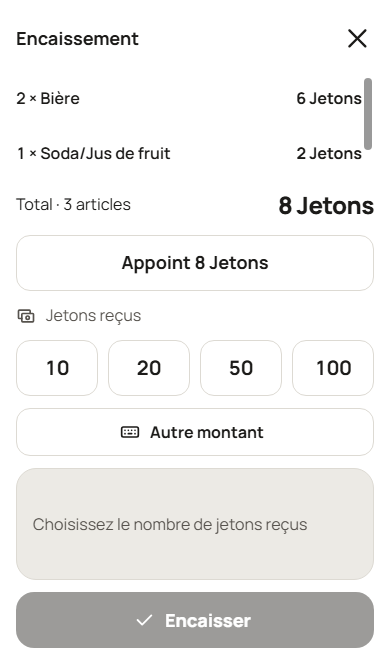 Encaissement
2 × Bière 6 Jetons
1 × Soda/Jus de fruit 2 Jetons
Total · 3 articles 8 Jetons
Appoint 8 Jetons
Jetons reçus
10 20 50 100
Autre montant
Choisissez le nombre de jetons reçus
Encaisser